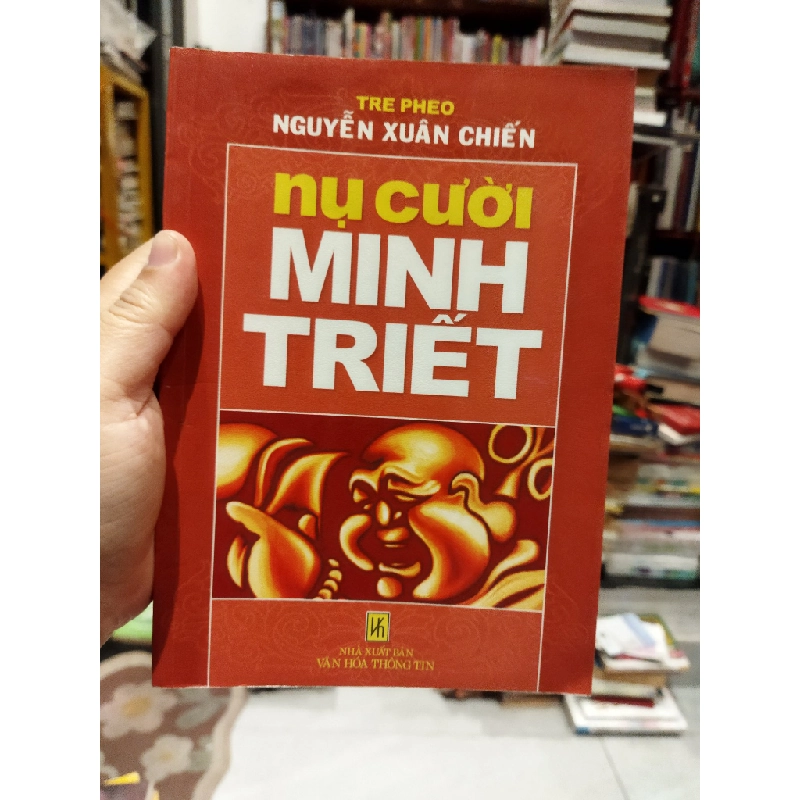 TRE PHEO
NGUYỄN XUÂN CHIẾN
nụ cười
MINH
TRIẾT
NHÀ XUẤT BẢN
VĂN HÓA THÔNG TIN